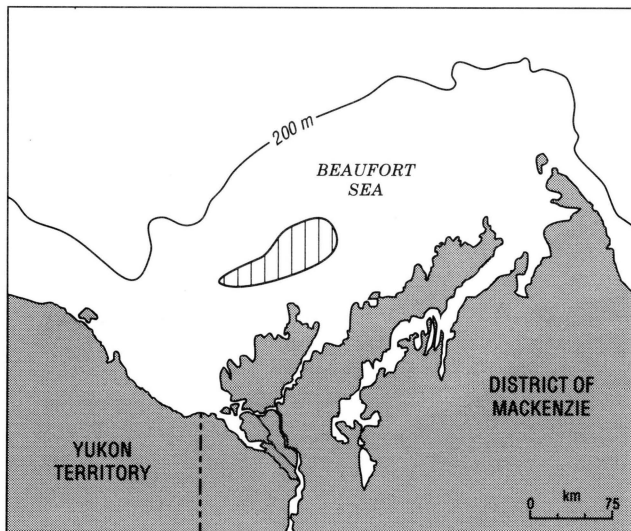 200 m
BEAUFORT
SEA
DISTRICT OF
MACKENZIE
YUKON
TERRITORY
km
0 75